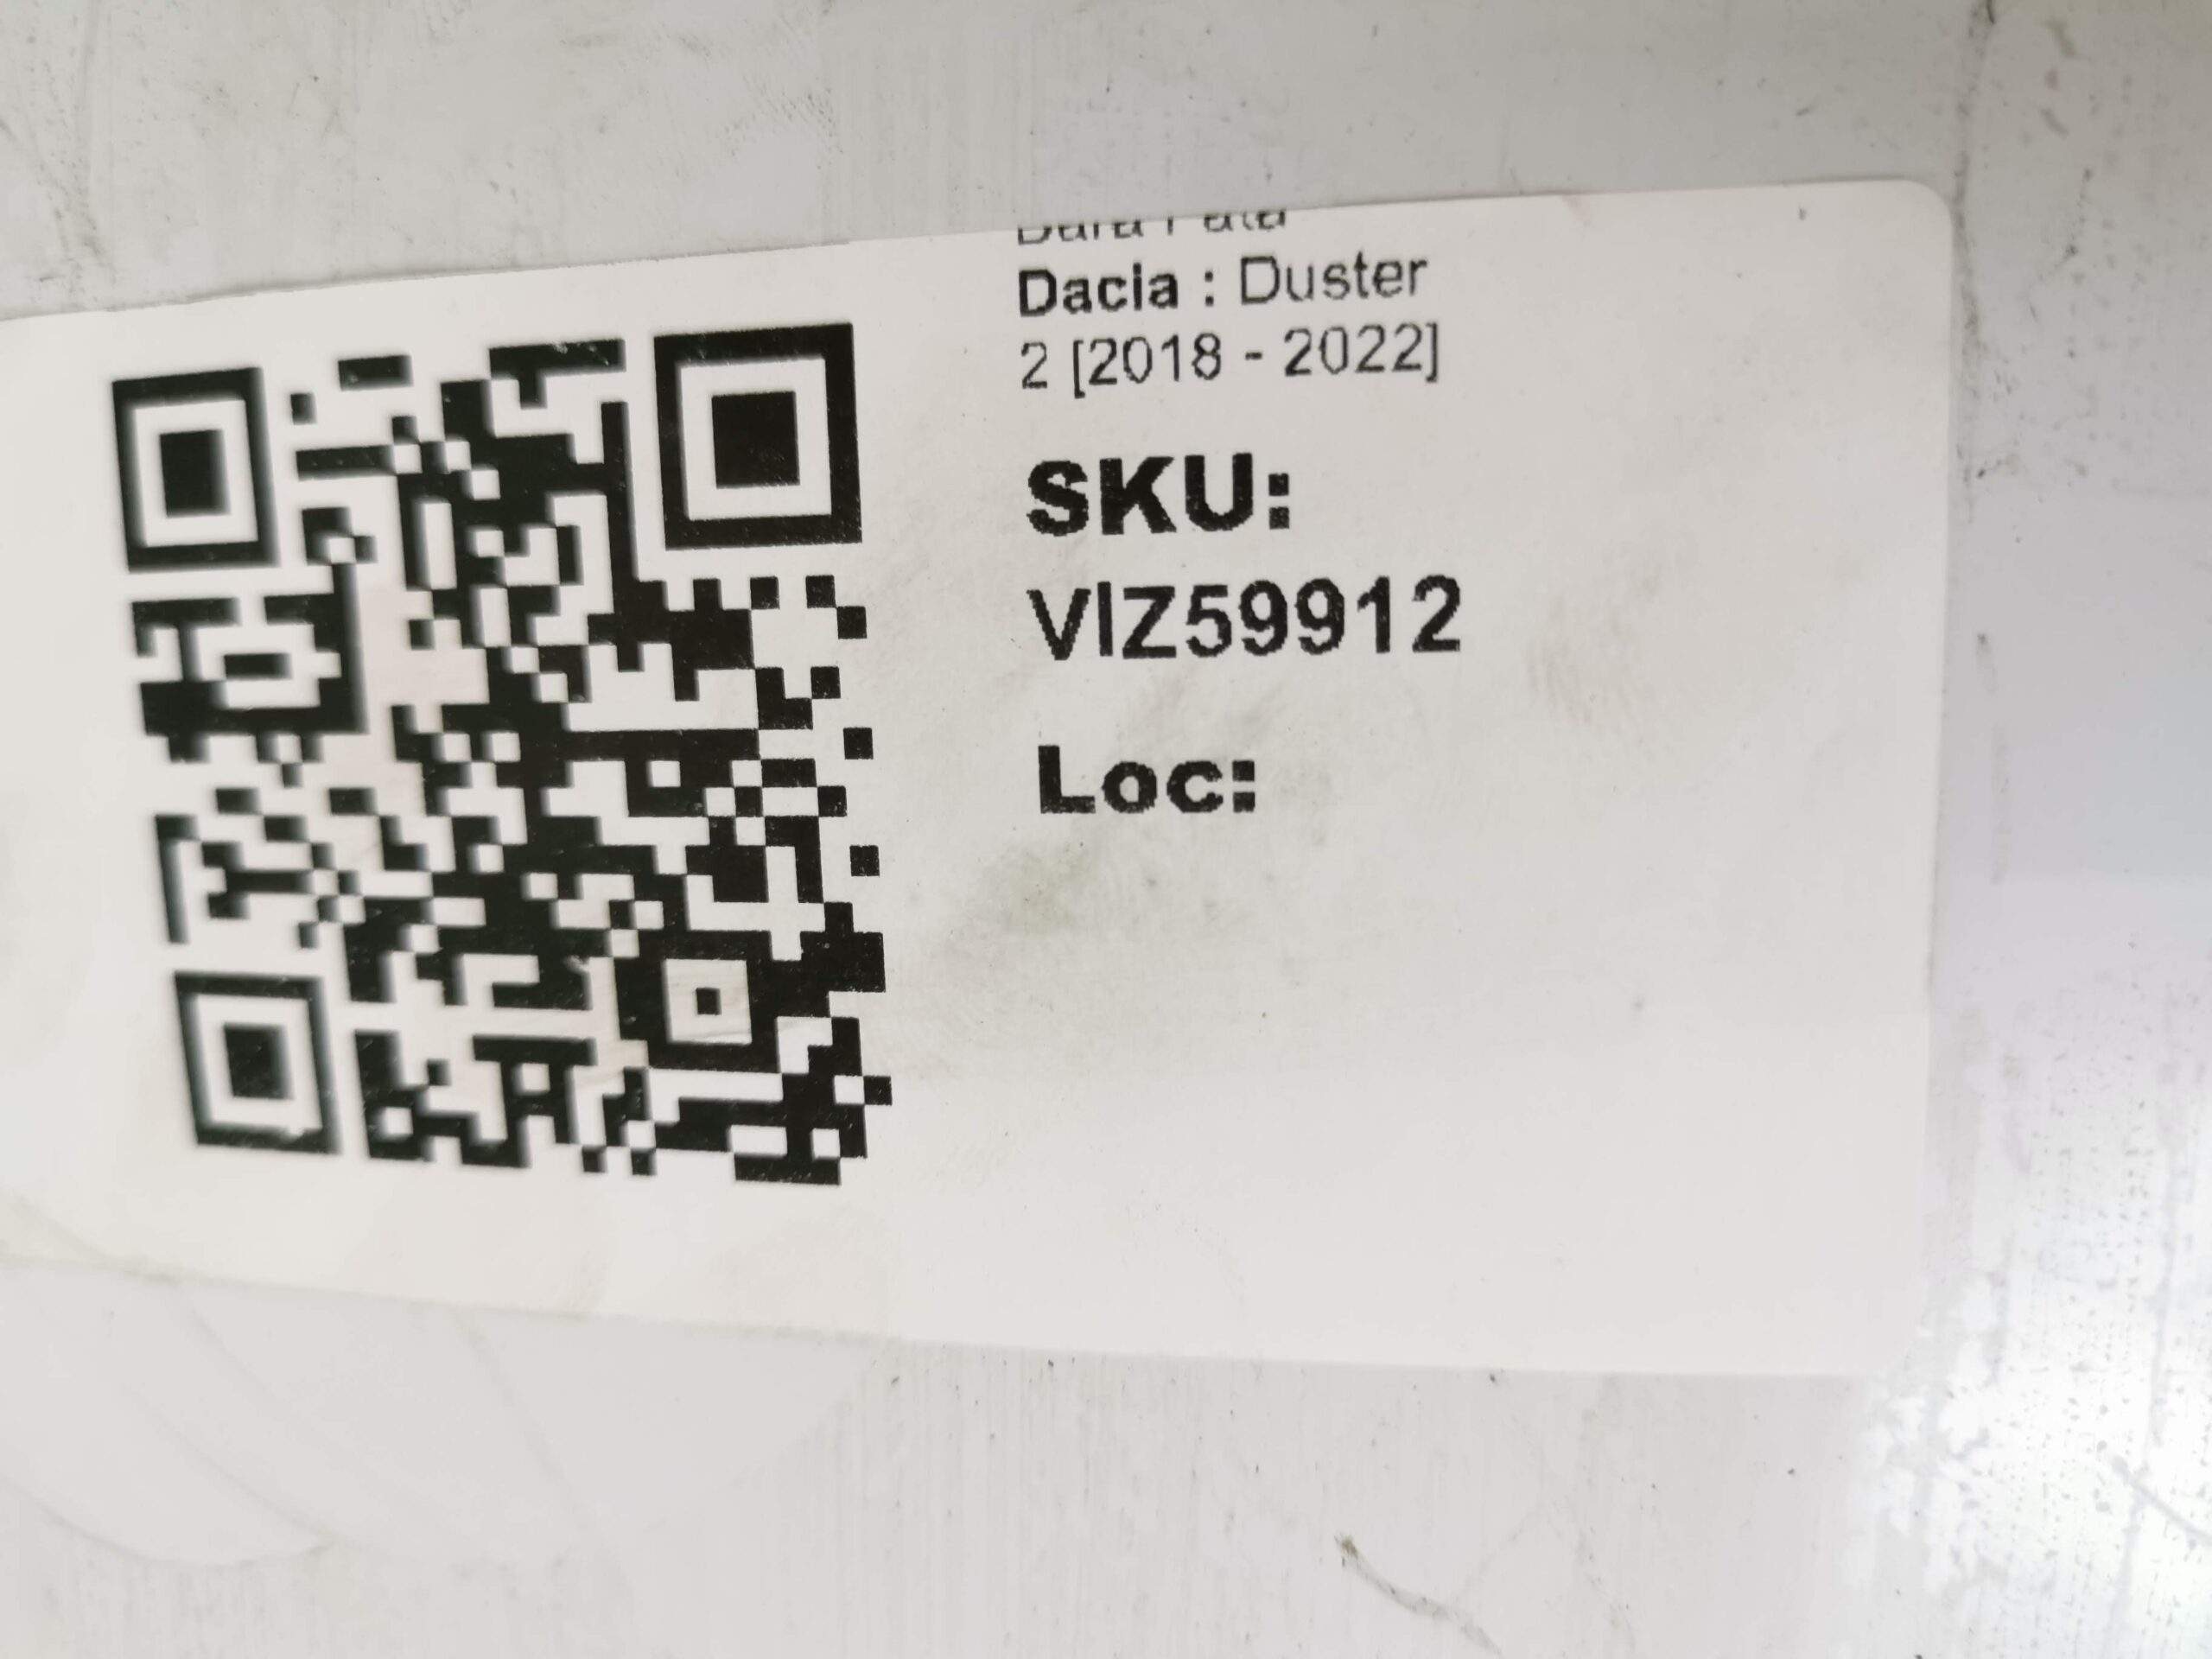 Dacia : Duster
2 [2018 - 2022]
SKU:
VIZ59912
Loc: